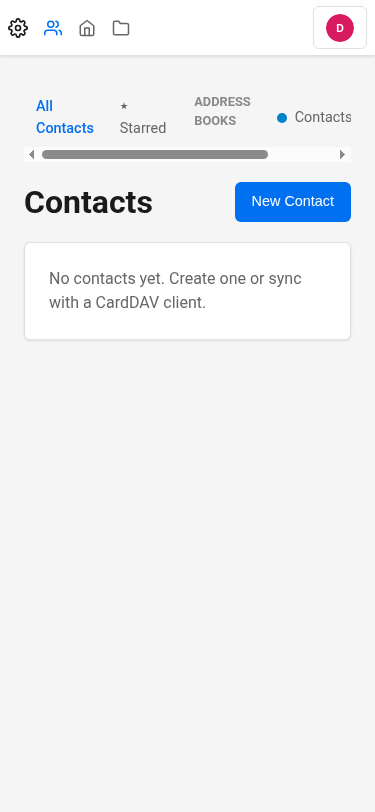 D
All
Contacts
★
Starred
ADDRESS
BOOKS
Contacts
Contacts
New Contact
No contacts yet. Create one or sync
with a CardDAV client.